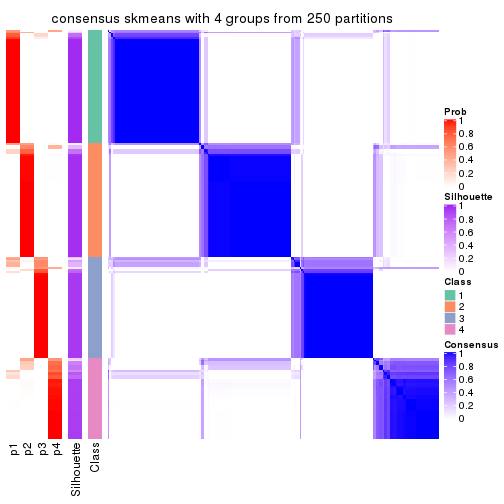 consensus skmeans with 4 groups from 250 partitions
Prob
1
0.8
0.6
0.4
0.2
0
Silhouette
1
0.8
0.6
0.4
0.2
0
Class
1
2
3
4
Consensus
1
0.8
0.6
0.4
0.2
0
p1
p2
p3
p4
Silhouette
Class